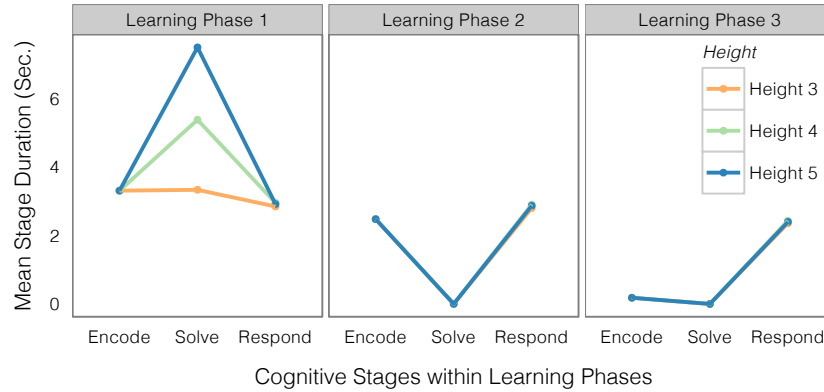 Learning Phase 1
Learning Phase 2
Learning Phase 3
Mean Stage Duration (Sec.)
6
4
2
0
Height
Height 3
Height 4
Height 5
Encode Solve Respond
Encode Solve Respond
Encode Solve Respond
Cognitive Stages within Learning Phases